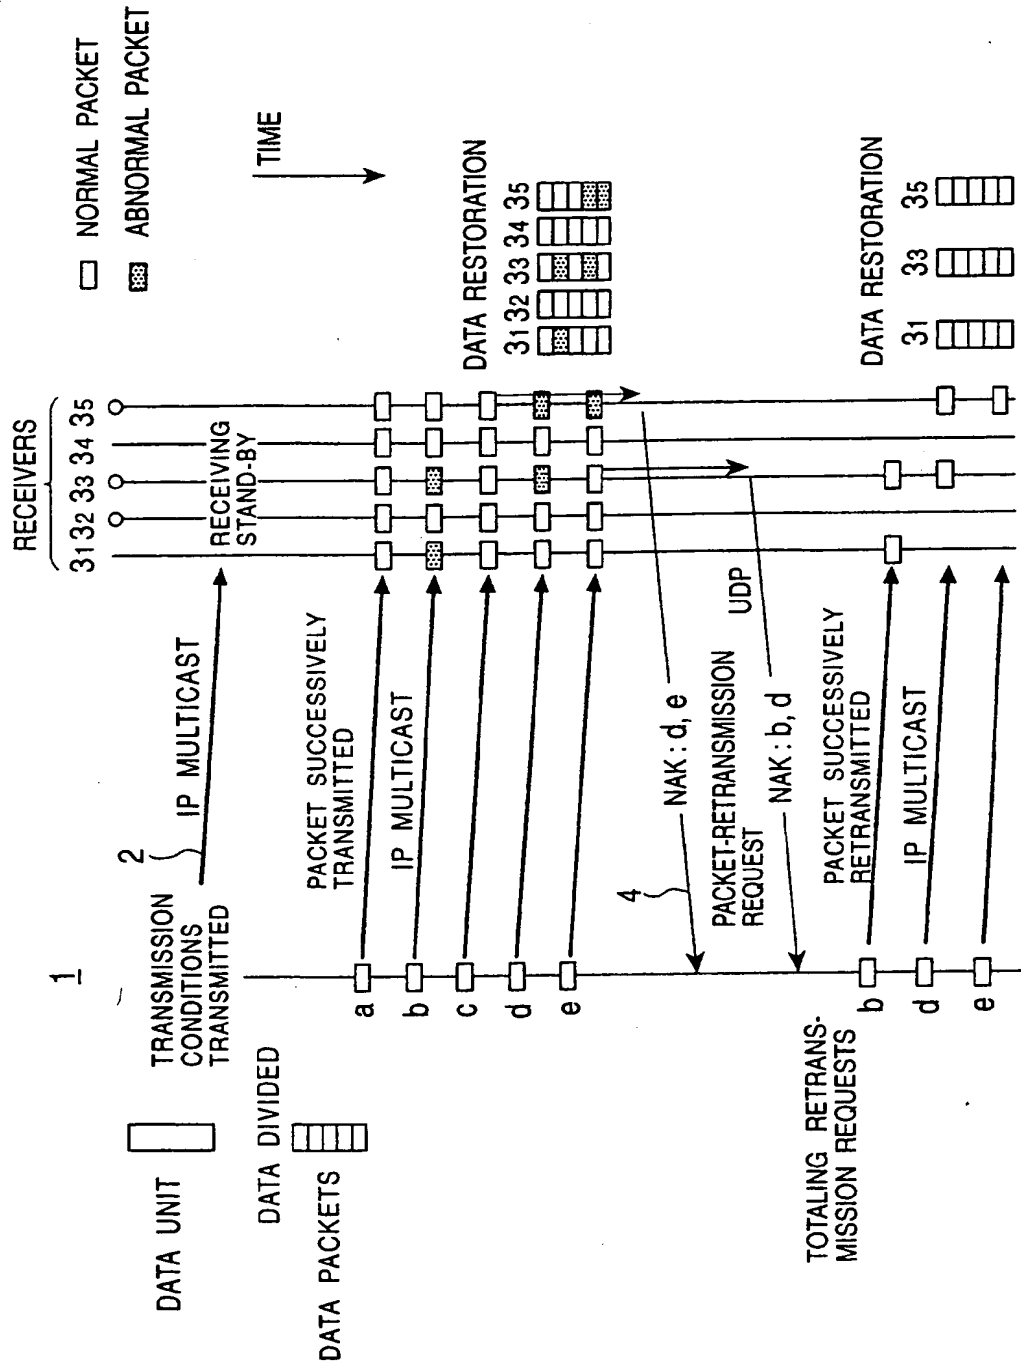 RECEIVERS
31 32 33 34 35
NORMAL PACKET
ABNORMAL PACKET
TIME
1
2
TRANSMISSION
CONDITIONS
TRANSMITTED
IP MULTICAST
RECEIVING
STAND-BY
DATA UNIT
DATA DIVIDED
DATA PACKETS
PACKET SUCCESSIVELY
TRANSMITTED
IP MULTICAST
a
b
c
d
e
DATA RESTORATION
31 32 33 34 35
NAK : d, e
4
PACKET-RETRANSMISSION
REQUEST
UDP
NAK : b, d
TOTALING RETRANS-
MISSION REQUESTS
PACKET SUCCESSIVELY
RETRANSMITTED
IP MULTICAST
b
d
e
DATA RESTORATION
31 33 35